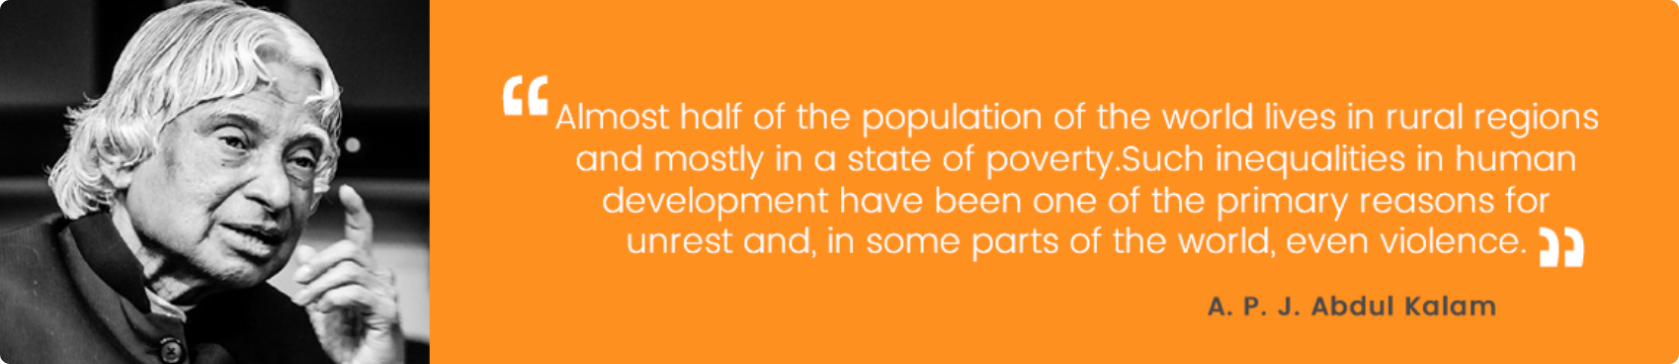 “Almost half of the population of the world lives in rural regions
and mostly in a state of poverty.Such inequalities in human
development have been one of the primary reasons for
unrest and, in some parts of the world, even violence.”
A. P. J. Abdul Kalam